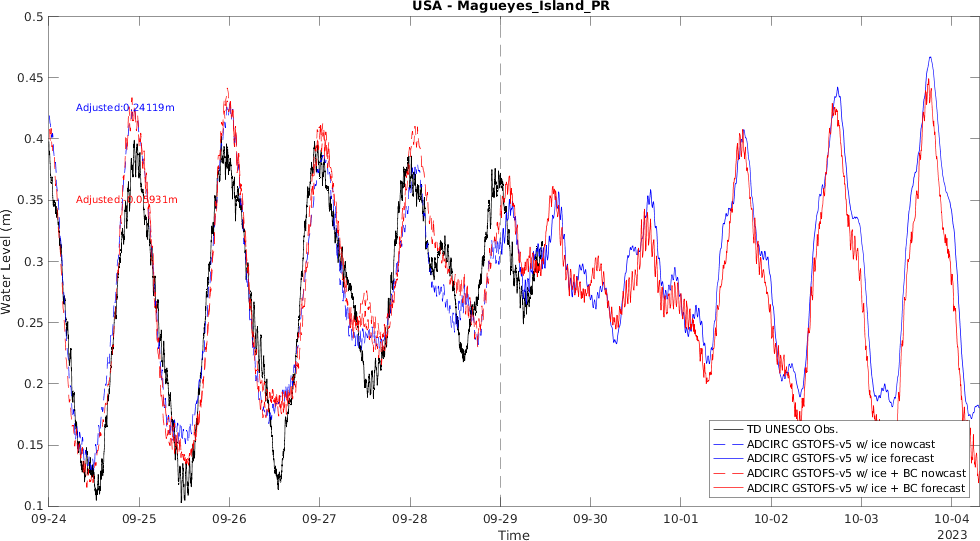 USA - Magueyes_Island_PR
0.5
0.45
0.4
0.35
0.3
0.25
0.2
0.15
0.1
Water Level (m)
Adjusted:0.24119m
Adjusted:-0.03931m
TD UNESCO Obs.
ADCIRC GSTOFS-v5 w/ ice nowcast
ADCIRC GSTOFS-v5 w/ ice forecast
ADCIRC GSTOFS-v5 w/ ice + BC nowcast
ADCIRC GSTOFS-v5 w/ ice + BC forecast
09-24 09-25 09-26 09-27 09-28 09-29 09-30 10-01 10-02 10-03 10-04
Time
2023